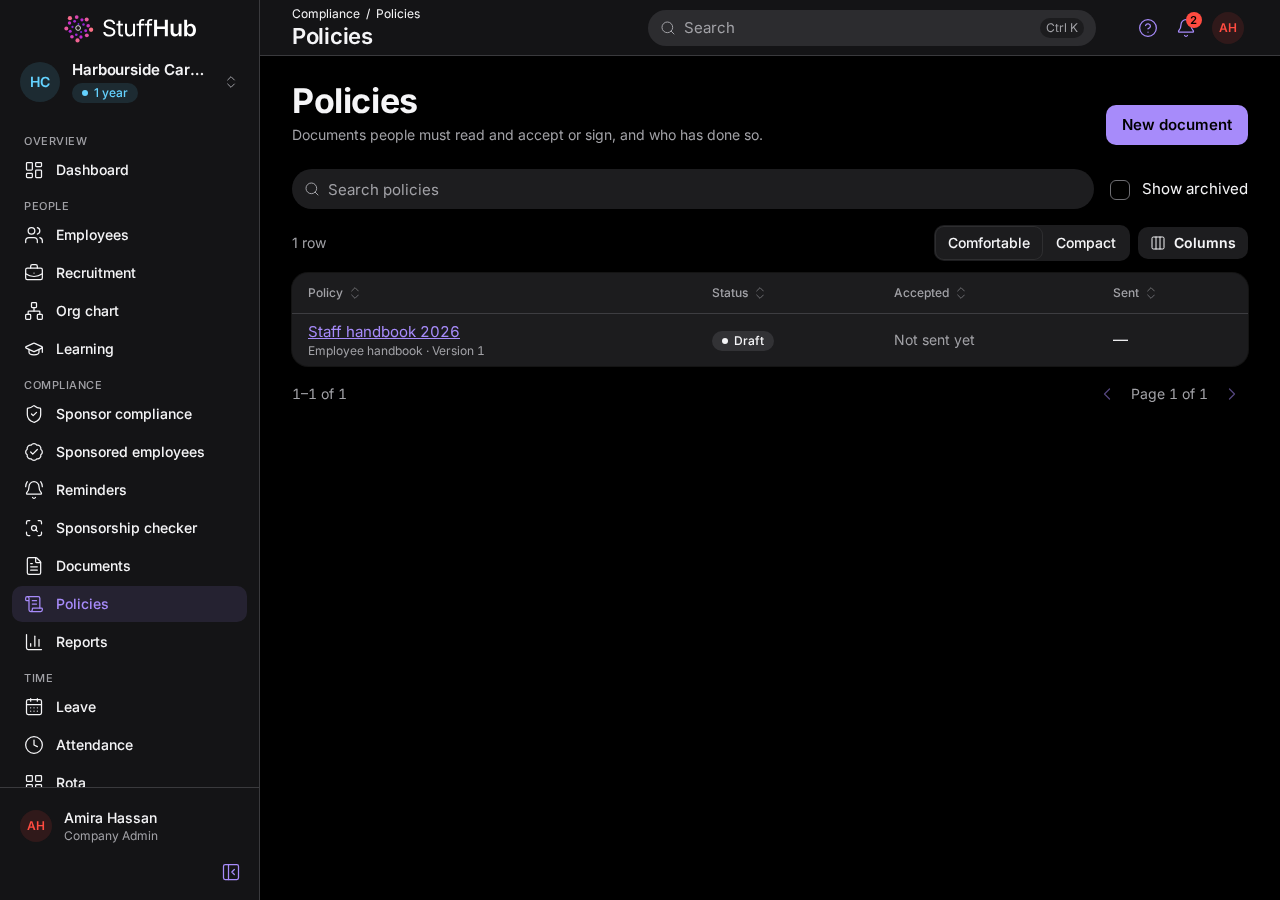 StuffHub
HC
Harbourside Car...
1 year
OVERVIEW
Dashboard
PEOPLE
Employees
Recruitment
Org chart
Learning
COMPLIANCE
Sponsor compliance
Sponsored employees
Reminders
Sponsorship checker
Documents
Policies
Reports
TIME
Leave
Attendance
Rota
AH
Amira Hassan
Company Admin
Compliance / Policies
Policies
Search
Ctrl K
2
AH
Policies
Documents people must read and accept or sign, and who has done so.
New document
Search policies
Show archived
1 row
Comfortable
Compact
Columns
Policy
Status
Accepted
Sent
Staff handbook 2026
Employee handbook · Version 1
Draft
Not sent yet
—
1–1 of 1
Page 1 of 1